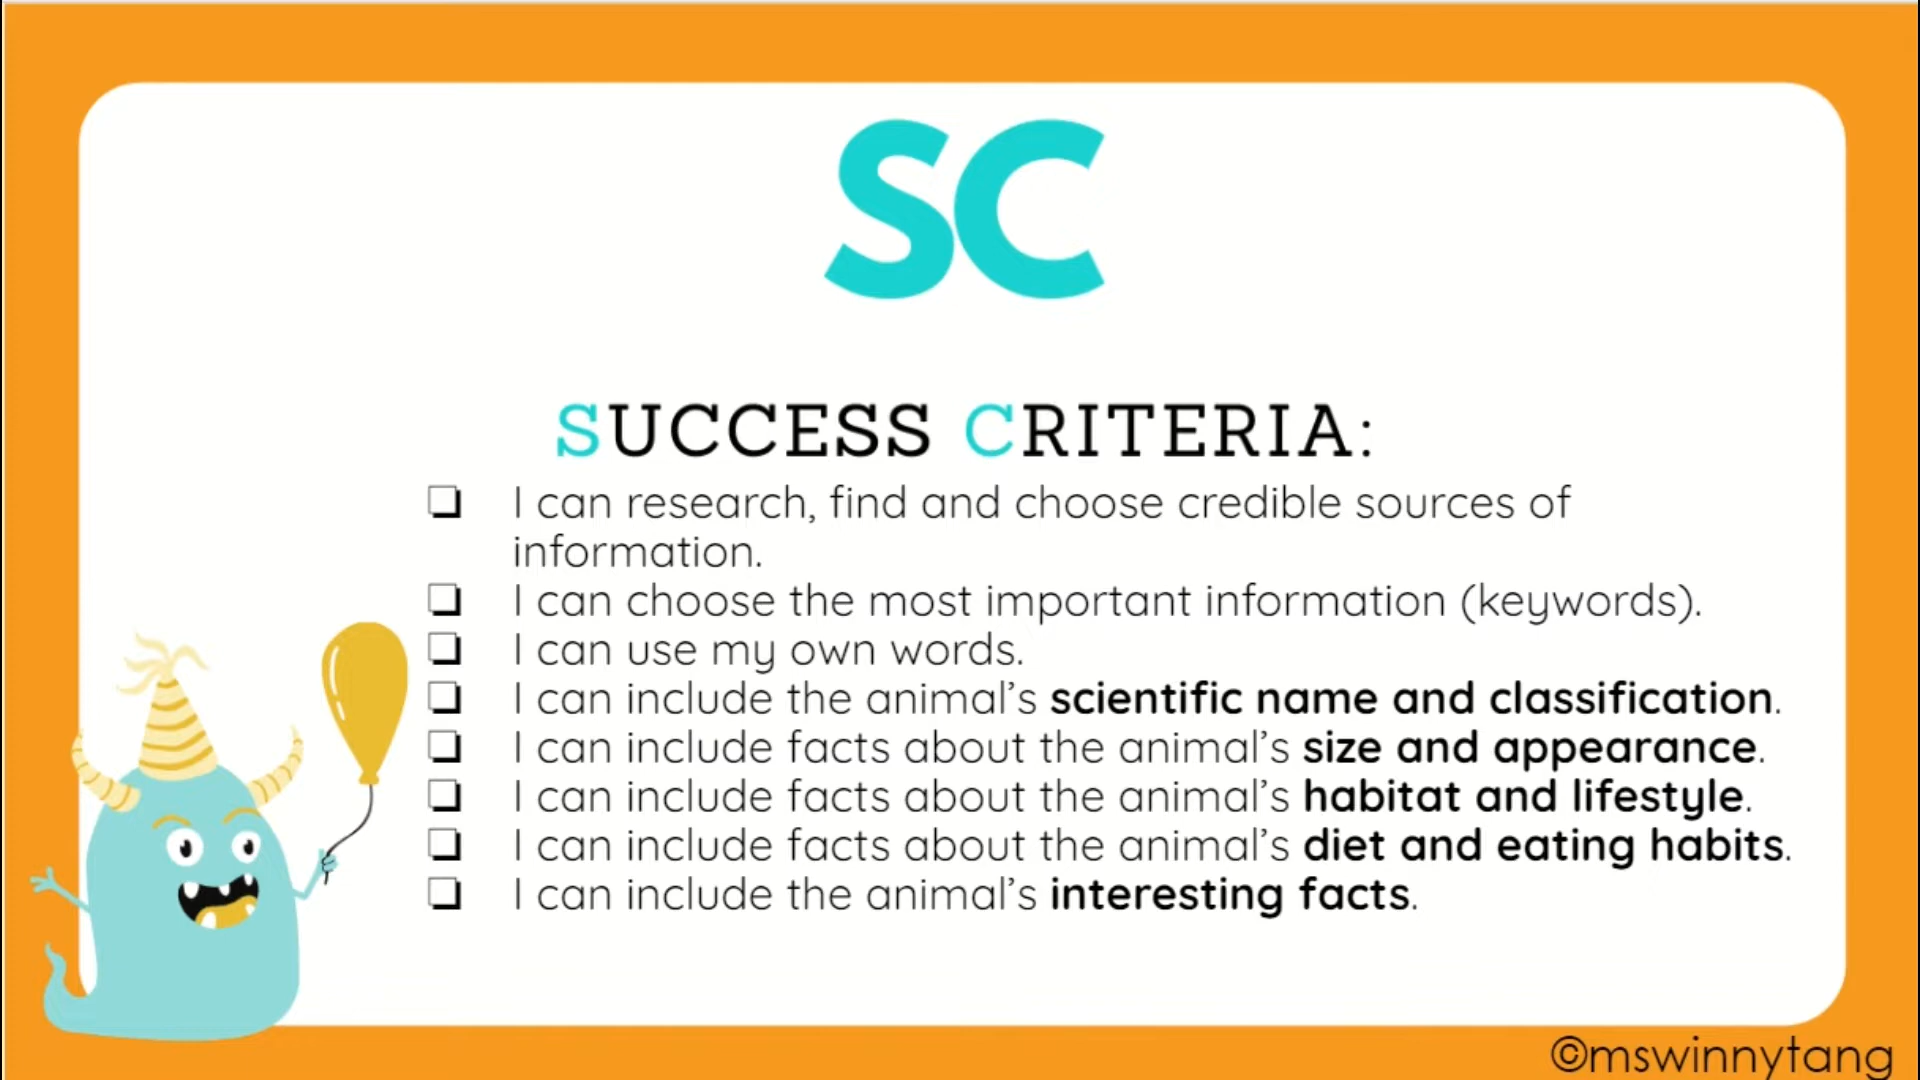 SC
SUCCESS CRITERIA:
I can research, find and choose credible sources of
information.
I can choose the most important information (keywords).
I can use my own words.
I can include the animal’s scientific name and classification.
I can include facts about the animal’s size and appearance.
I can include facts about the animal’s habitat and lifestyle.
I can include facts about the animal’s diet and eating habits.
I can include the animal’s interesting facts.
©mswinnytang